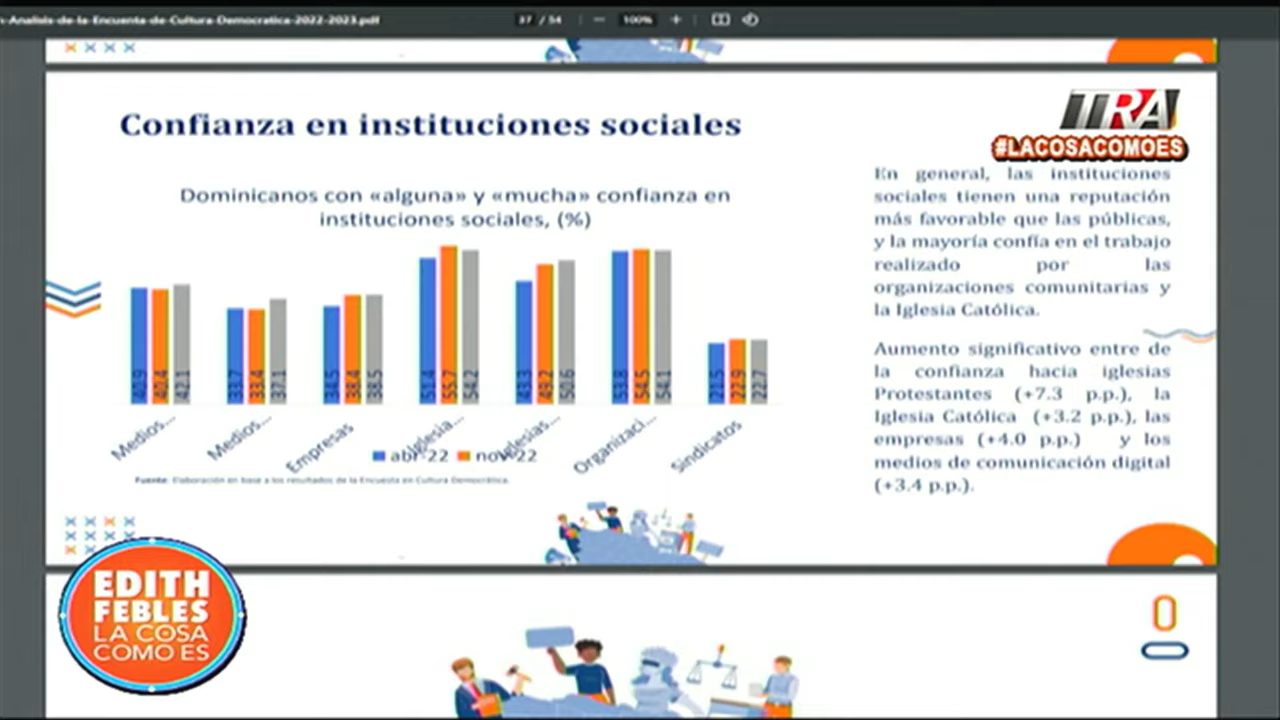 n-Analisis-de-la-Encuenta-de-Cultura-Democratica-2022-2023.pdf
37 / 54
100%
Confianza en instituciones sociales
TRA
#LACOSACOMOES
Dominicanos con «alguna» y «mucha» confianza en
instituciones sociales, (%)
40.9 40.4 42.1 33.7 33.4 37.1 34.5 38.4 38.5 51.4 55.7 54.2 43.3 49.2 50.6 53.8 54.5 54.1 21.5 22.9 22.7
Medios... Medios... Empresas Iglesia... Iglesias... Organizaci... Sindicatos
abr-22 nov-22
Fuente: Elaboración en base a los resultados de la Encuesta en Cultura Democrática.
En general, las instituciones
sociales tienen una reputación
más favorable que las públicas,
y la mayoría confía en el trabajo
realizado por las
organizaciones comunitarias y
la Iglesia Católica.
Aumento significativo entre de
la confianza hacia iglesias
Protestantes (+7.3 p.p.), la
Iglesia Católica (+3.2 p.p.), las
empresas (+4.0 p.p.) y los
medios de comunicación digital
(+3.4 p.p.).
EDITH
FEBLES
LA COSA
COMO ES